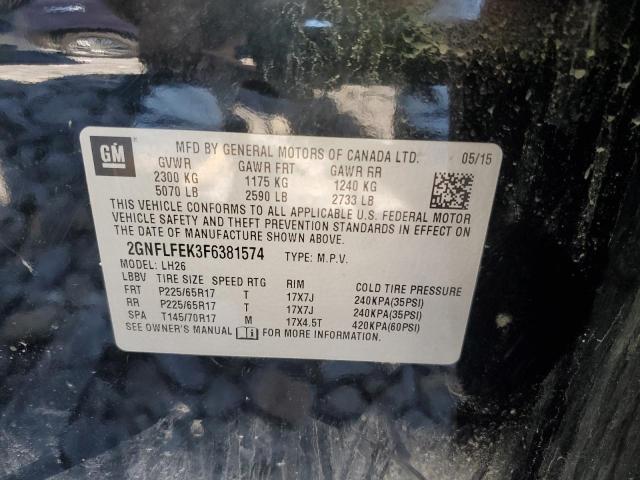 GM
MFD BY GENERAL MOTORS OF CANADA LTD. 05/15
GVWR GAWR FRT GAWR RR
2300 KG 1175 KG 1240 KG
5070 LB 2590 LB 2733 LB
THIS VEHICLE CONFORMS TO ALL APPLICABLE U.S. FEDERAL MOTOR
VEHICLE SAFETY AND THEFT PREVENTION STANDARDS IN EFFECT ON THE
DATE OF MANUFACTURE SHOWN ABOVE.
2GNFLFEK3F6381574 TYPE: M.P.V.
MODEL: LH26
LBBV TIRE SIZE SPEED RTG RIM COLD TIRE PRESSURE
FRT P225/65R17 T 17X7J 240KPA(35PSI)
RR P225/65R17 T 17X7J 240KPA(35PSI)
SPA T145/70R17 M 17X4.5T 420KPA(60PSI)
SEE OWNER'S MANUAL FOR MORE INFORMATION.